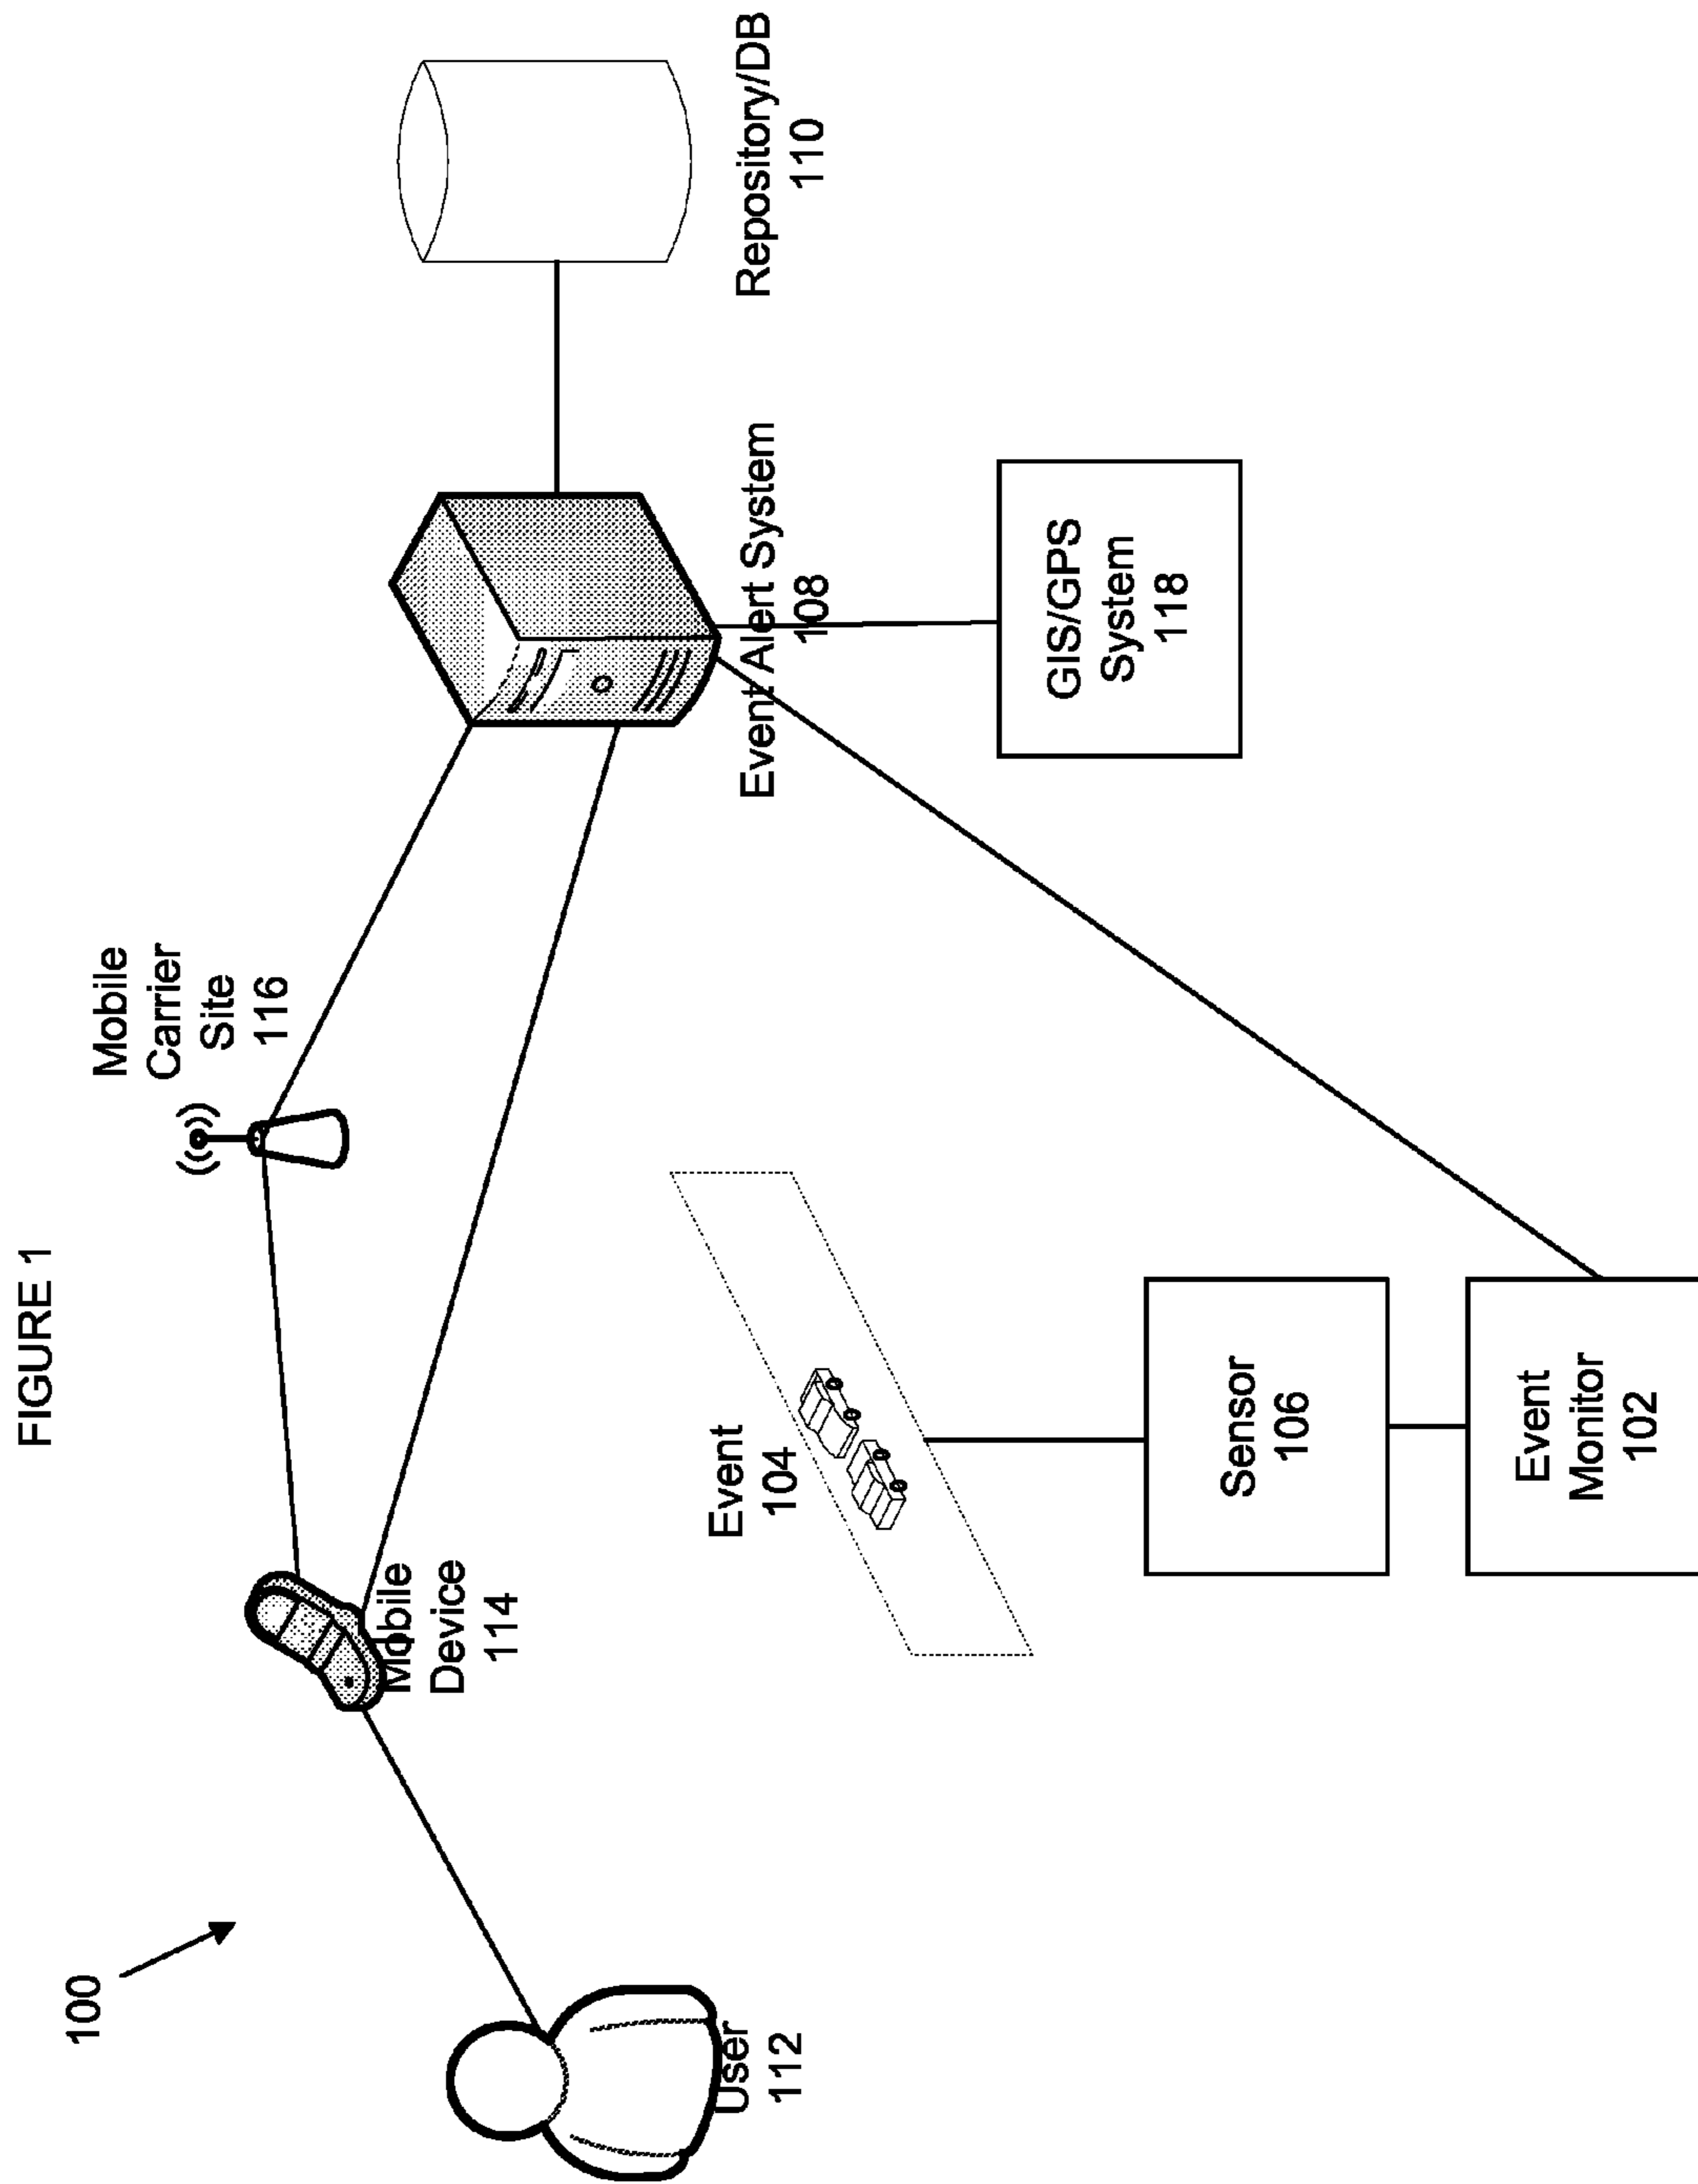 FIGURE 1
100
Mobile
Carrier
Site
116
Mobile
Device
114
User
112
Event
104
Event Alert System
108
Repository/DB
110
GIS/GPS
System
118
Sensor
106
Event
Monitor
102